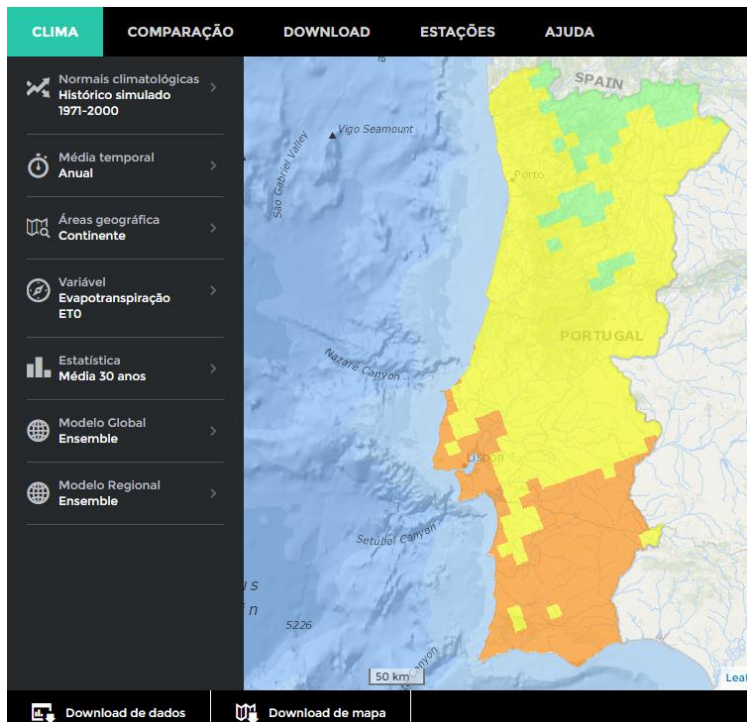 CLIMA
COMPARAÇÃO
DOWNLOAD
ESTAÇÕES
AJUDA
Normais climatológicas
Histórico simulado
1971-2000
Média temporal
Anual
Áreas geográfica
Continente
Variável
Evapotranspiração
ET0
Estatística
Média 30 anos
Modelo Global
Ensemble
Modelo Regional
Ensemble
SPAIN
Vigo Seamount
São Gabriel Valley
Porto
PORTUGAL
Nazaré Canyon
Lisbon
Setúbal Canyon
5226
50 km
Download de dados
Download de mapa